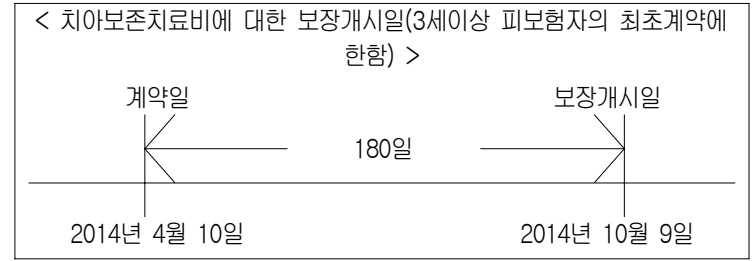 < 치아보존치료비에 대한 보장개시일(3세이상 피보험자의 최초계약에
한함) >
계약일 보장개시일
180일
2014년 4월 10일 2014년 10월 9일